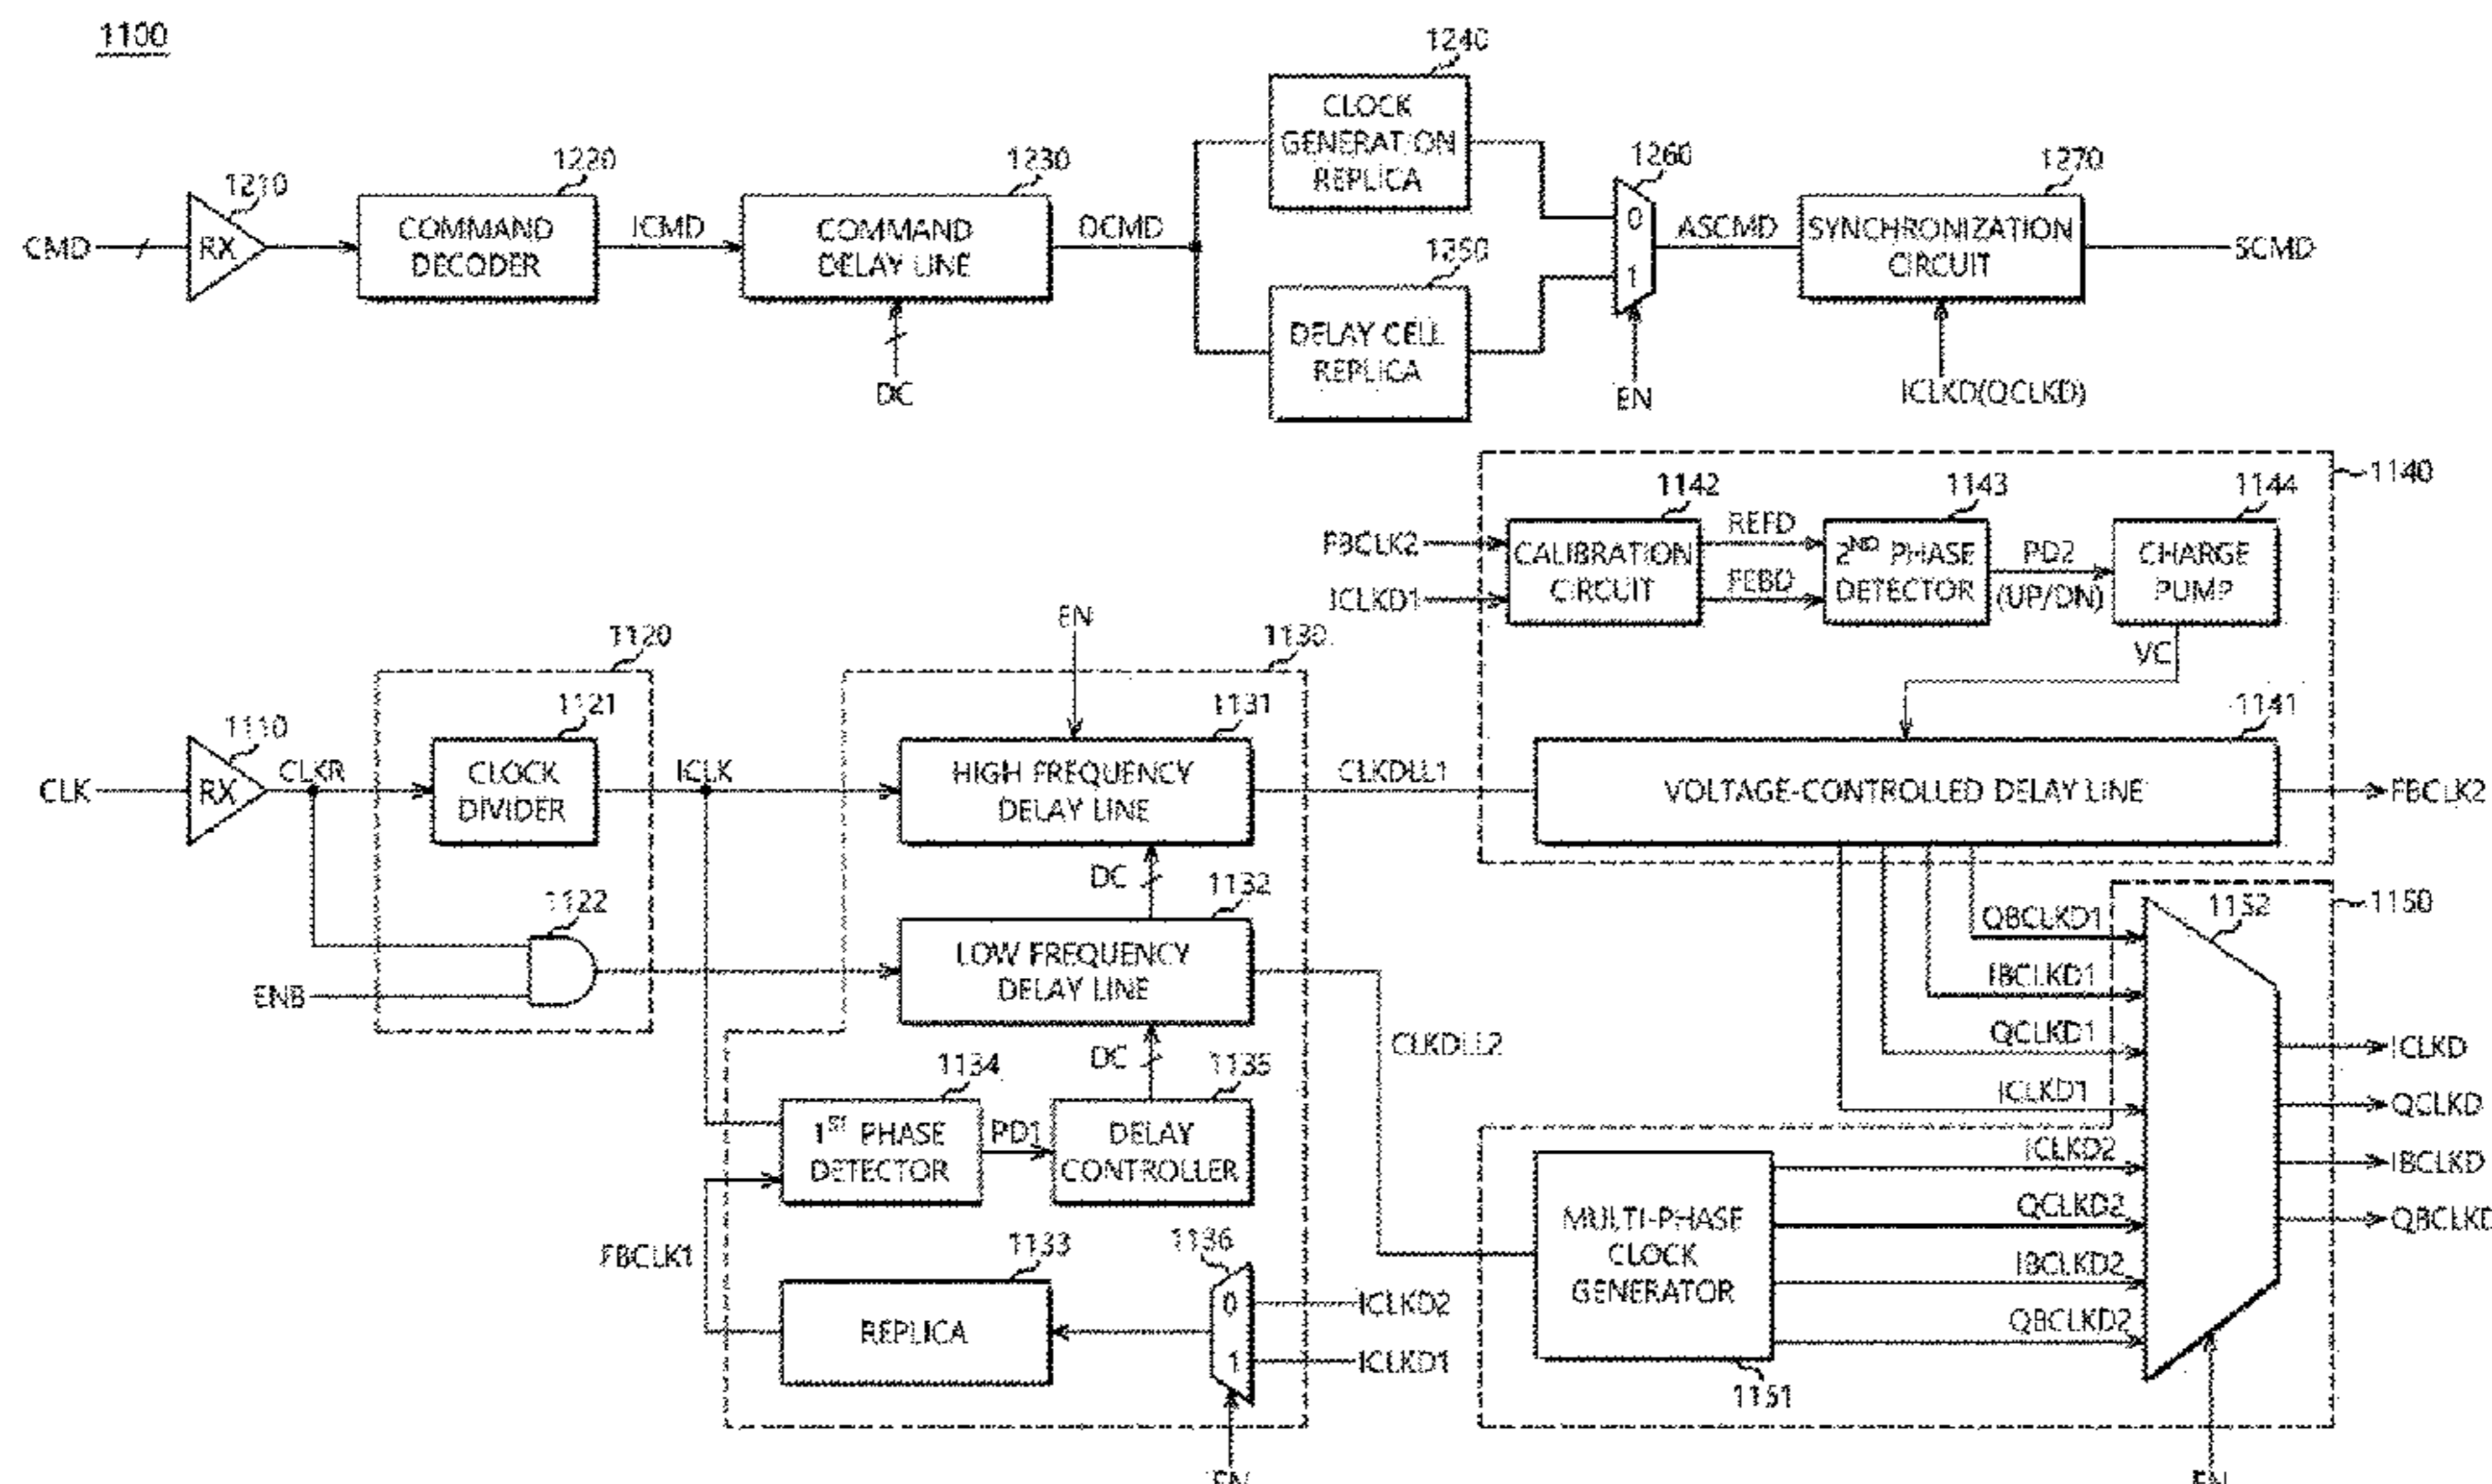 1100
1240
CLOCK
GENERATION
REPLICA
1210
1220
1230
1260
1270
CMD
RX
COMMAND
DECODER
ICMD
COMMAND
DELAY LINE
DCMD
0
1
ASCMD
SYNCHRONIZATION
CIRCUIT
SCMD
1250
DELAY CELL
REPLICA
DC
EN
ICLKD(QCLKD)
1140
1142
1143
1144
FBCLK2
ICLKD1
CALIBRATION
CIRCUIT
REFD
FEBD
2ND PHASE
DETECTOR
PD2
(UP/DN)
CHARGE
PUMP
VC
EN
1120
1130
1110
1121
1131
1141
CLK
RX
CLKR
CLOCK
DIVIDER
ICLK
HIGH FREQUENCY
DELAY LINE
CLKDLL1
VOLTAGE-CONTROLLED DELAY LINE
FBCLK2
DC
1122
1132
ENB
LOW FREQUENCY
DELAY LINE
CLKDLL2
1150
1152
QBCLKD1
IBCLKD1
QCLKD1
ICLKD1
ICLKD
QCLKD
IBCLKD
QBCLKD
DC
1134
1135
1ST PHASE
DETECTOR
PD1
DELAY
CONTROLLER
FBCLK1
1133
1136
REPLICA
0
1
ICLKD2
ICLKD1
EN
MULTI-PHASE
CLOCK
GENERATOR
1151
ICLKD2
QCLKD2
IBCLKD2
QBCLKD2
EN